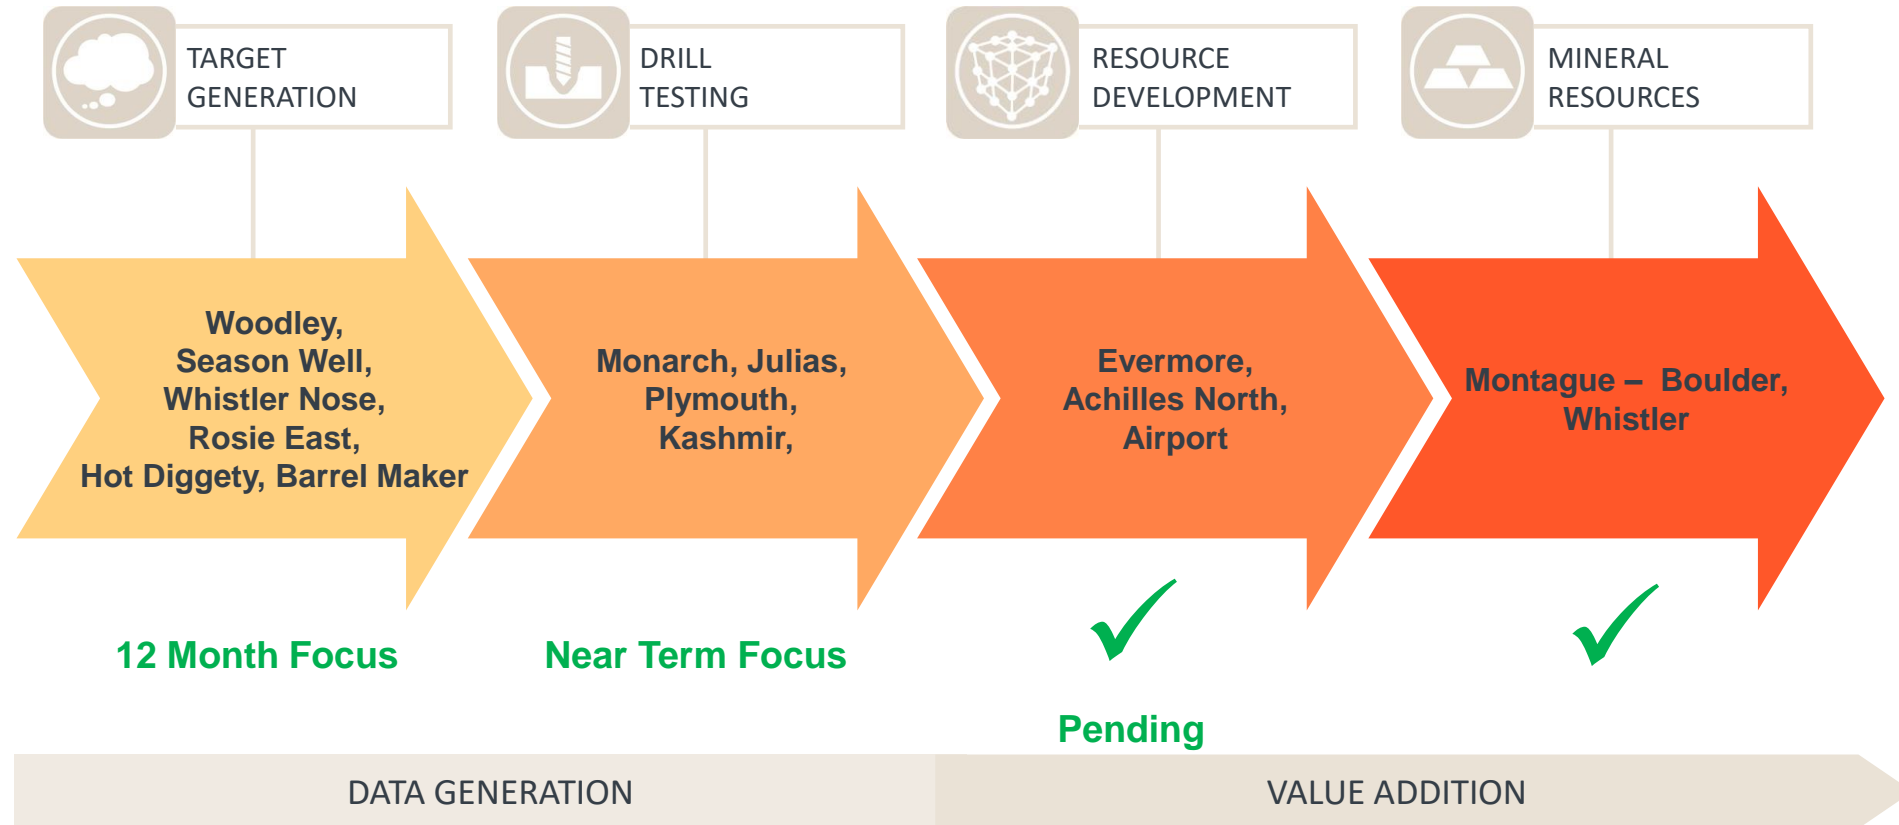 TARGET
GENERATION
DRILL
TESTING
RESOURCE
DEVELOPMENT
MINERAL
RESOURCES
Woodley,
Season Well,
Whistler Nose,
Rosie East,
Hot Diggety, Barrel Maker
Monarch, Julias,
Plymouth,
Kashmir,
Evermore,
Achilles North,
Airport
Montague – Boulder,
Whistler
12 Month Focus
Near Term Focus
Pending
DATA GENERATION
VALUE ADDITION